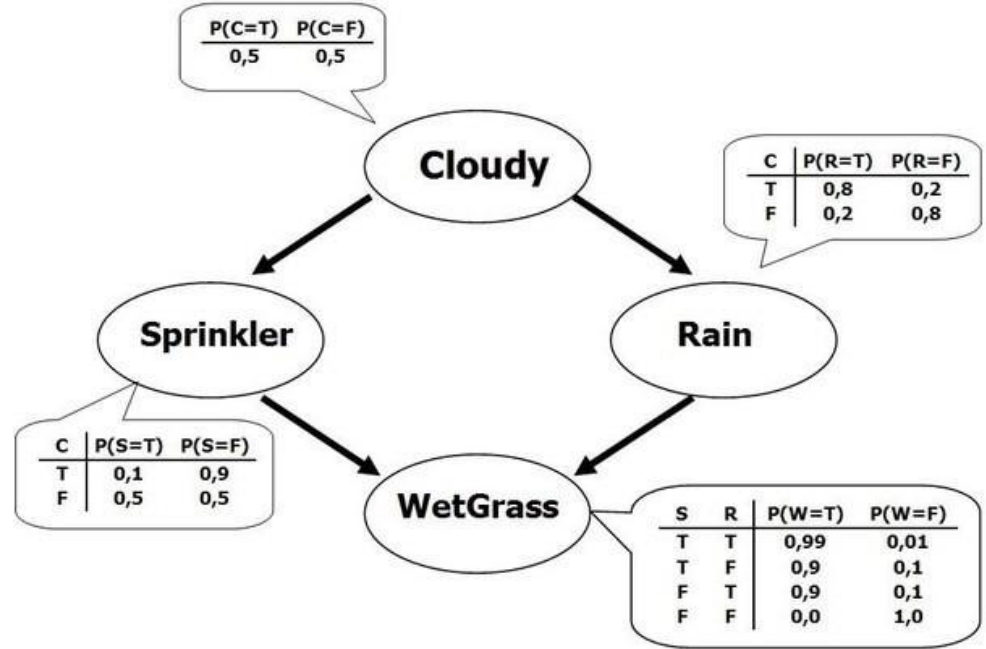 P(C=T) P(C=F)
0,5 0,5
Cloudy
C P(R=T) P(R=F)
T 0,8 0,2
F 0,2 0,8
Sprinkler
Rain
C P(S=T) P(S=F)
T 0,1 0,9
F 0,5 0,5
WetGrass
S R P(W=T) P(W=F)
T T 0,99 0,01
T F 0,9 0,1
F T 0,9 0,1
F F 0,0 1,0